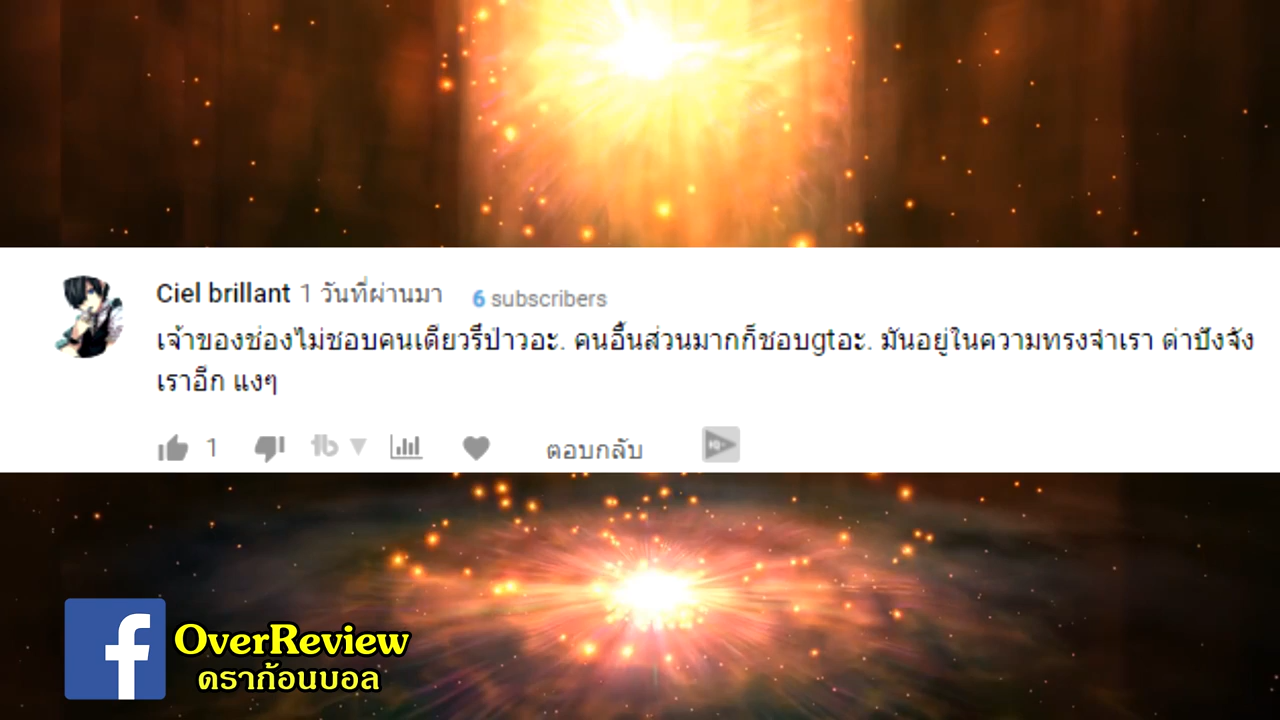 Ciel brillant 1 วันที่ผ่านมา 6 subscribers
เจ้าของช่องไม่ชอบคนเดียวรึป่าวอะ. คนอื้นส่วนมากก็ชอบgtอะ. มันอยู่ในความทรงจำเรา ด่าปังจัง
เราอีก แงๆ
1 ตอบกลับ
OverReview
ดราก้อนบอล